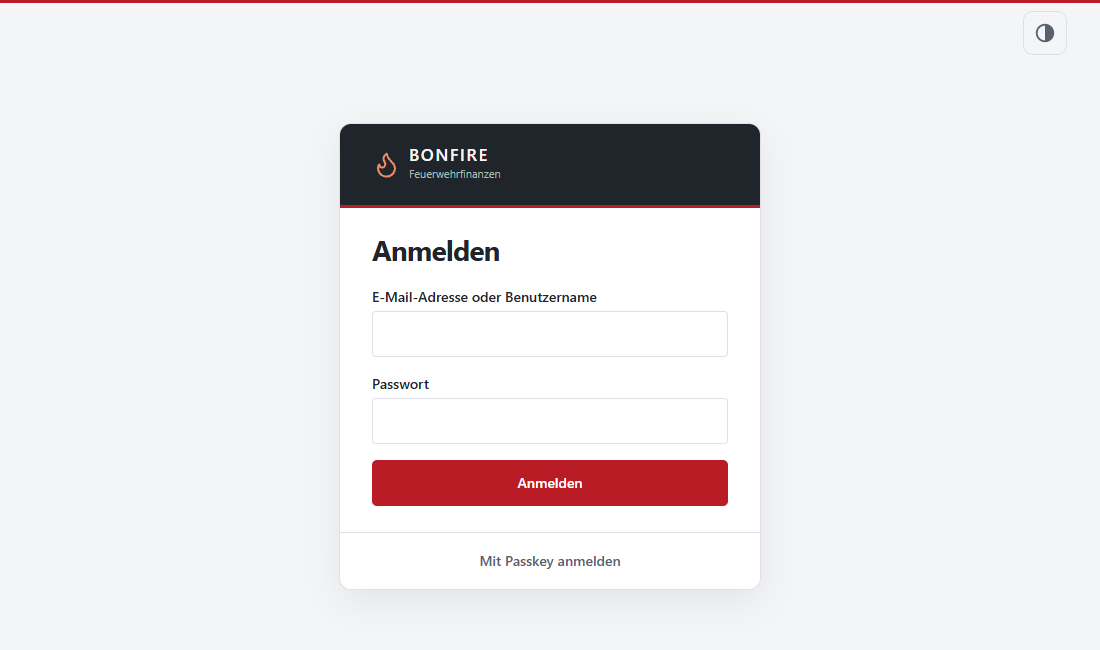 BONFIRE
Feuerwehrfinanzen
Anmelden
E-Mail-Adresse oder Benutzername
Passwort
Anmelden
Mit Passkey anmelden